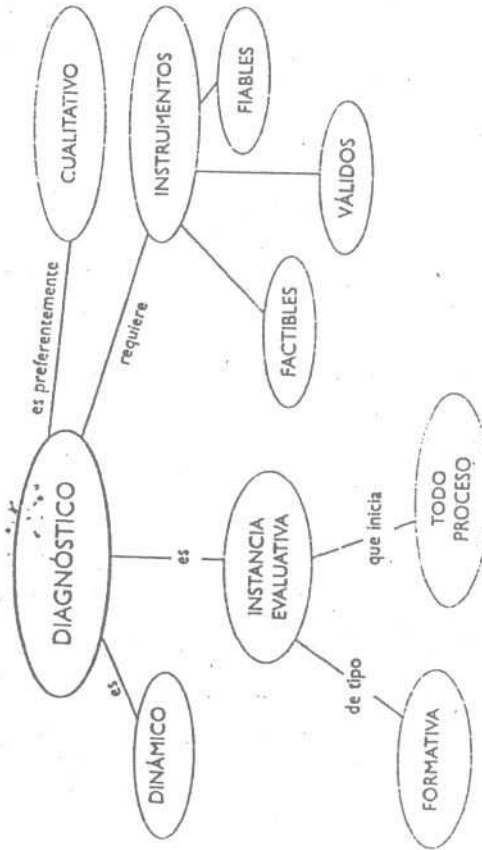 DIAGNÓSTICO
es preferentemente
CUALITATIVO
requiere
INSTRUMENTOS
FIABLES
VÁLIDOS
FACTIBLES
es
INSTANCIA
EVALUATIVA
que inicia
TODO
PROCESO
de tipo
FORMATIVA
es
DINÁMICO